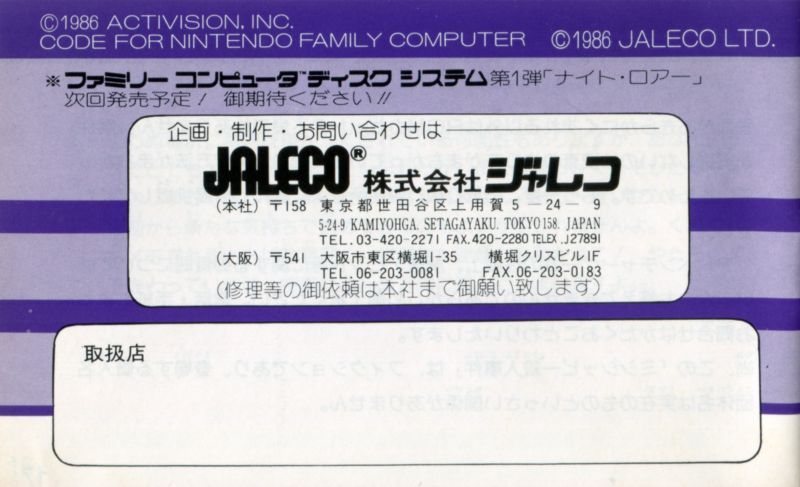 ©1986 ACTIVISION, INC.
CODE FOR NINTENDO FAMILY COMPUTER ©1986 JALECO LTD.
※ファミリー コンピュータ™ディスク システム第1弾「ナイト・ロアー」
次回発売予定! 御期待ください!!
企画・制作・お問い合わせは
JALECO® 株式会社ジャレコ
(本社) 〒158 東京都世田谷区上用賀5-24-9
5-24-9 KAMIYOHGA. SETAGAYAKU. TOKYO 158. JAPAN
TEL. 03-420-2271 FAX. 420-2280 TELEX .J27891
(大阪) 〒541 大阪市東区横堀1-35 横堀クリスビル1F
TEL. 06-203-0081 FAX. 06-203-0183
(修理等の御依頼は本社まで御願い致します)
取扱店